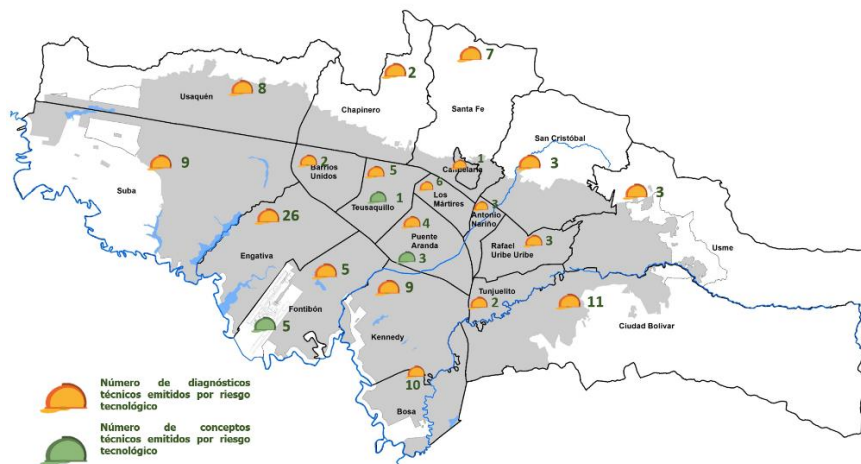 7
2
8
Usaquén
Chapinero
Santa Fe
San Cristóbal
9
2
Barrios
Unidos
5
1
Candelaria
3
Suba
6
3
1
Los
Mártires
Teusaquillo
26
4
3
Antonio
Nariño
Puente
Aranda
3
Rafael
Uribe Uribe
Usme
Engativa
3
5
9
Tunjuelito
2
11
Fontibón
5
Kennedy
Ciudad Bolívar
10
Bosa
Número de diagnósticos
técnicos emitidos por riesgo
tecnológico
Número de conceptos
técnicos emitidos por riesgo
tecnológico